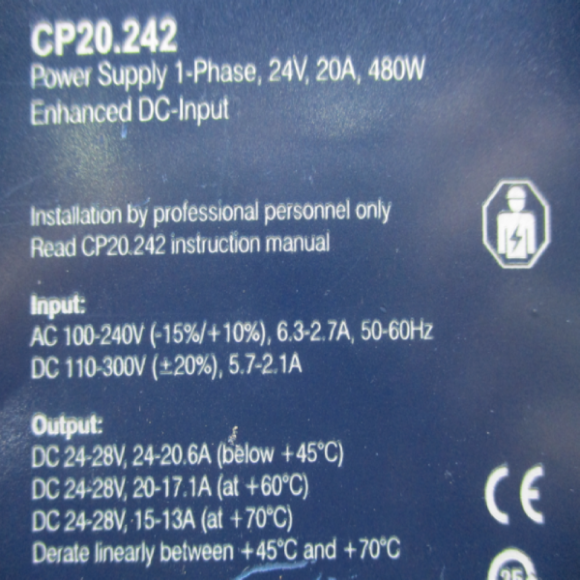 CP20.242
Power Supply 1-Phase, 24V, 20A, 480W
Enhanced DC-Input
Installation by professional personnel only
Read CP20.242 instruction manual
Input:
AC 100-240V (-15%/+10%), 6.3-2.7A, 50-60Hz
DC 110-300V (±20%), 5.7-2.1A
Output:
DC 24-28V, 24-20.6A (below +45°C)
DC 24-28V, 20-17.1A (at +60°C)
DC 24-28V, 15-13A (at +70°C)
CE
Derate linearly between +45°C and +70°C